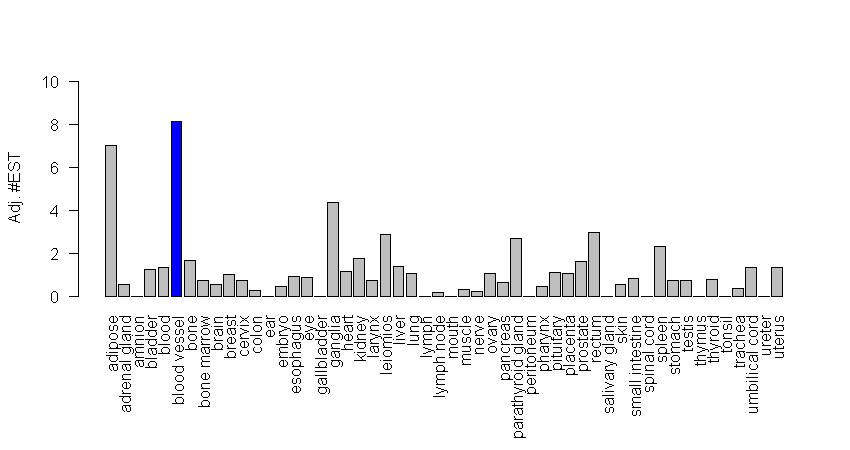 10
8
6
4
2
0
Adj. #EST
adipose
adrenal gland
amnion
bladder
blood
blood vessel
bone
bone marrow
brain
breast
cervix
colon
ear
embryo
esophagus
eye
gallbladder
ganglia
heart
kidney
larynx
leiomios
liver
lung
lymph
lymph node
mouth
muscle
nerve
ovary
pancreas
parathyroid gland
peritoneum
pharynx
pituitary
placenta
prostate
rectum
salivary gland
skin
small intestine
spinal cord
spleen
stomach
testis
thymus
thyroid
tonsil
trachea
umbilical cord
ureter
uterus